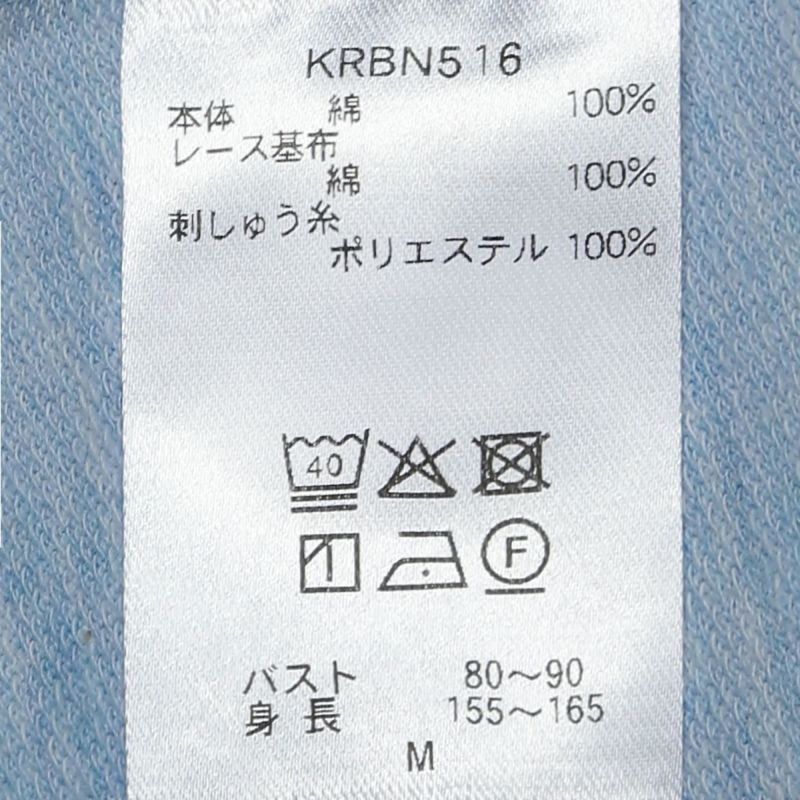 KRBN516
本体 綿 100%
レース基布
綿 100%
刺しゅう糸
ポリエステル 100%
40
F
バスト 80～90
身長 155～165
M